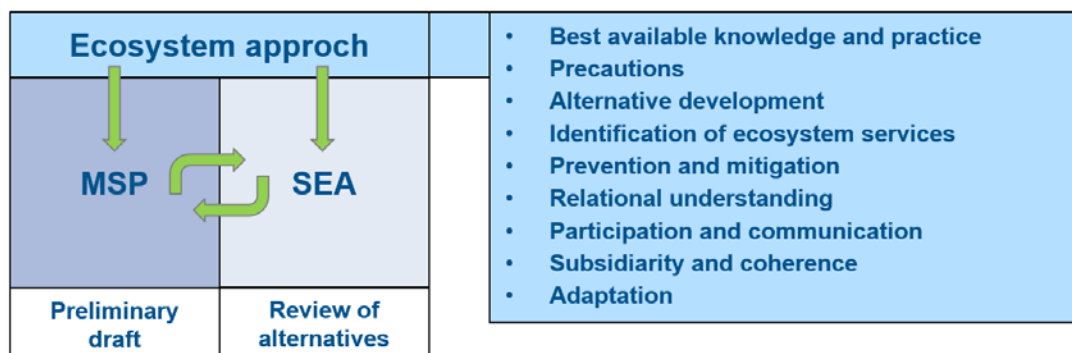 Ecosystem approch
MSP
SEA
Preliminary
draft
Review of
alternatives
• Best available knowledge and practice
• Precautions
• Alternative development
• Identification of ecosystem services
• Prevention and mitigation
• Relational understanding
• Participation and communication
• Subsidiarity and coherence
• Adaptation